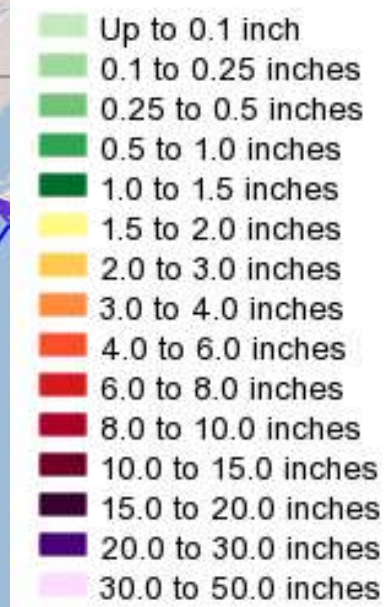 Up to 0.1 inch
0.1 to 0.25 inches
0.25 to 0.5 inches
0.5 to 1.0 inches
1.0 to 1.5 inches
1.5 to 2.0 inches
2.0 to 3.0 inches
3.0 to 4.0 inches
4.0 to 6.0 inches
6.0 to 8.0 inches
8.0 to 10.0 inches
10.0 to 15.0 inches
15.0 to 20.0 inches
20.0 to 30.0 inches
30.0 to 50.0 inches